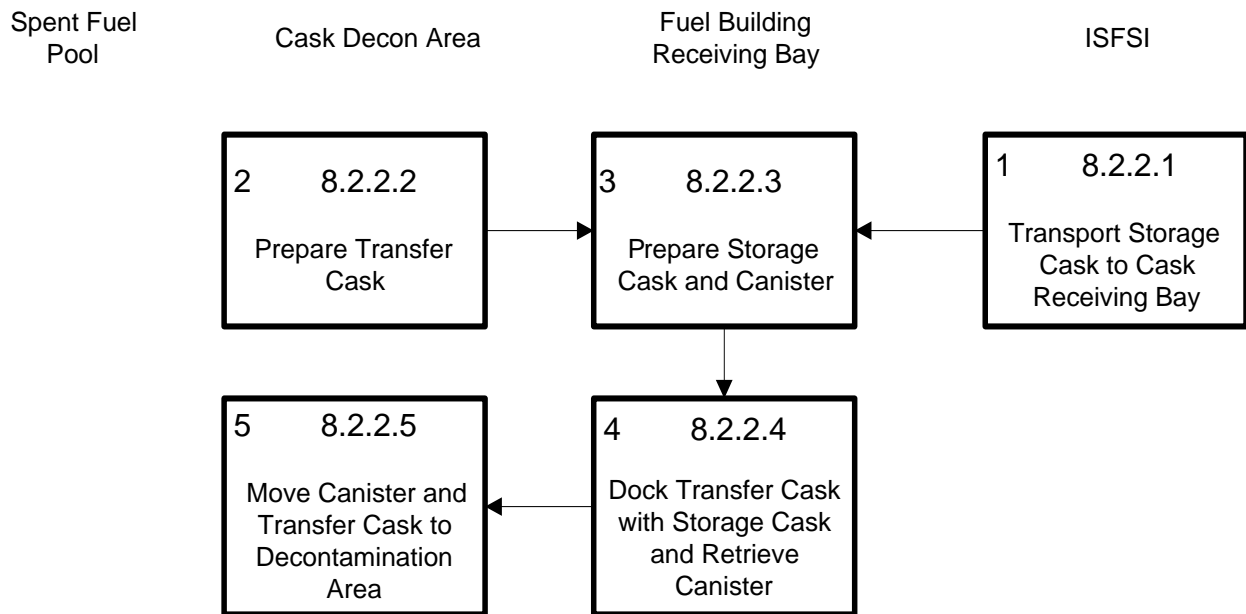 Spent Fuel
Pool
Cask Decon Area
Fuel Building
Receiving Bay
ISFSI
2 8.2.2.2
Prepare Transfer
Cask
3 8.2.2.3
Prepare Storage
Cask and Canister
1 8.2.2.1
Transport Storage
Cask to Cask
Receiving Bay
5 8.2.2.5
Move Canister and
Transfer Cask to
Decontamination
Area
4 8.2.2.4
Dock Transfer Cask
with Storage Cask
and Retrieve
Canister